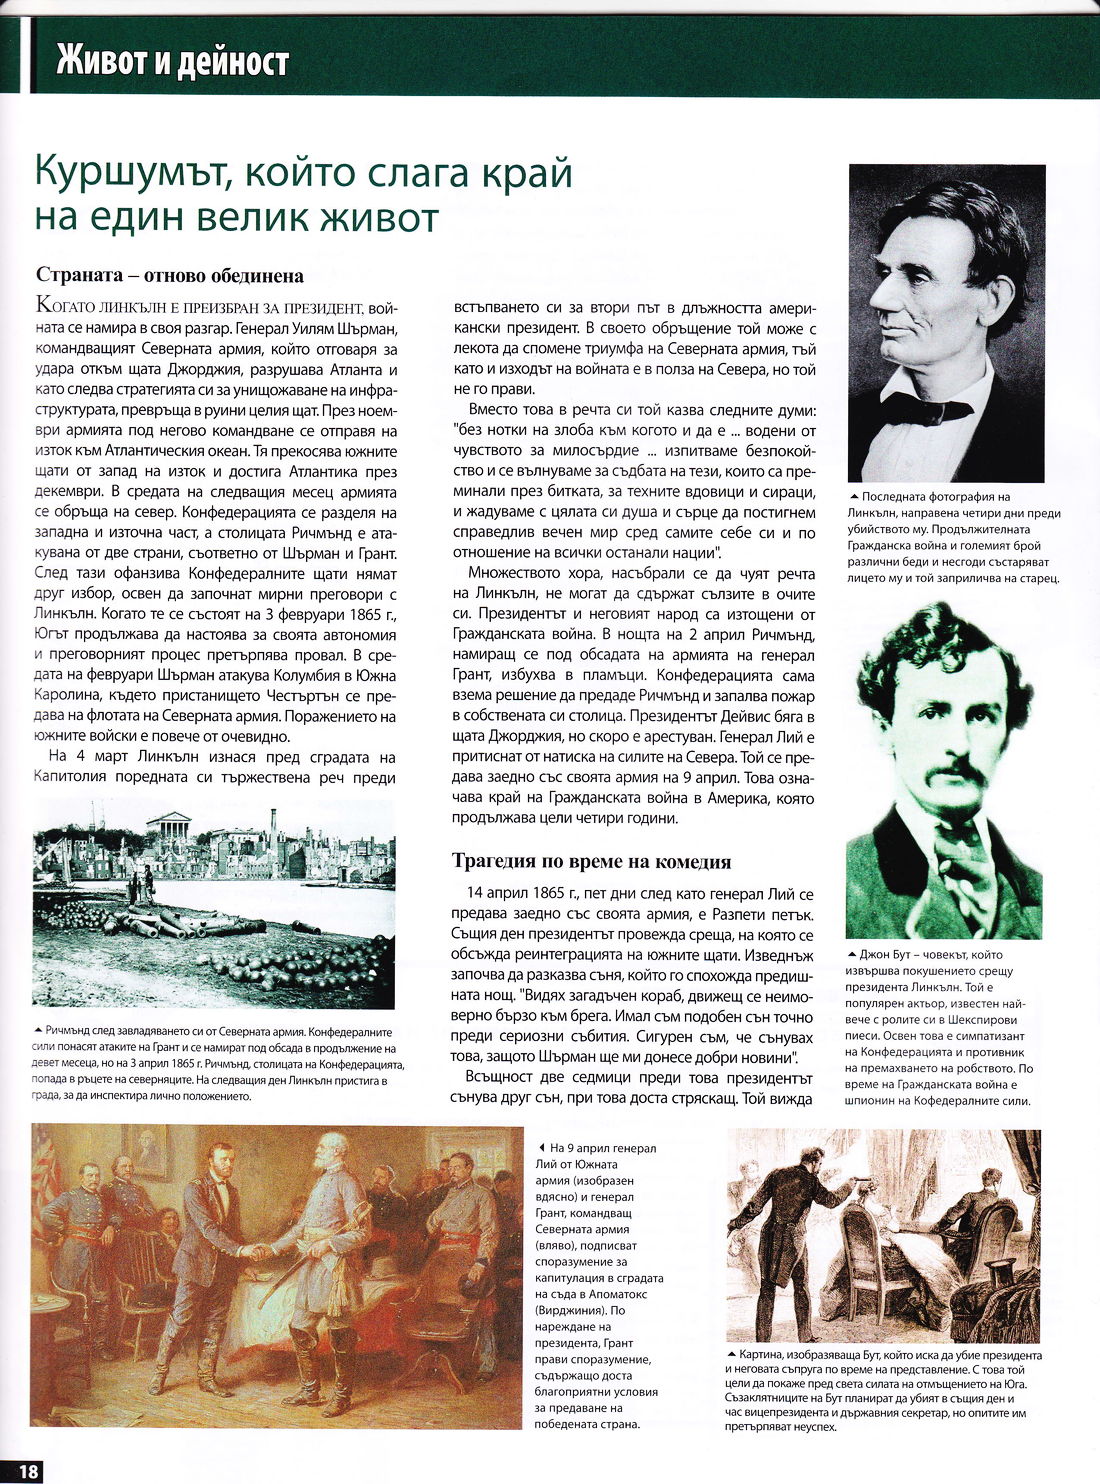 Живот и дейност
Куршумът, който слага край
на един велик живот
Страната – отново обединена
Когато Линкълн е преизбран за президент, вой-
ната се намира в своя разгар. Генерал Уилям Шърман,
командващият Северната армия, който отговаря за
удара откъм щата Джорджия, разрушава Атланта и
като следва стратегията си за унищожаване на инфра-
структурата, превръща в руини целия щат. През ноем-
ври армията под негово командване се отправя на
изток към Атлантическия океан. Тя прекосява южните
щати от запад на изток и достига Атлантика през
декември. В средата на следващия месец армията
се обръща на север. Конфедерацията се разделя на
западна и източна част, а столицата Ричмънд е ата-
кувана от две страни, съответно от Шърман и Грант.
След тази офанзива Конфедералните щати нямат
друг избор, освен да започнат мирни преговори с
Линкълн. Когато те се състоят на 3 февруари 1865 г.,
Югът продължава да настоява за своята автономия
и преговорният процес претърпява провал. В сре-
дата на февруари Шърман атакува Колумбия в Южна
Каролина, където пристанището Честъртън се пре-
дава на флотата на Северната армия. Поражението на
южните войски е повече от очевидно.
На 4 март Линкълн изнася пред сградата на
Капитолия поредната си тържествена реч преди
встъпването си за втори път в длъжността амери-
кански президент. В своето обръщение той може с
лекота да спомене триумфа на Северната армия, тъй
като и изходът на войната е в полза на Севера, но той
не го прави.
Вместо това в речта си той казва следните думи:
"без нотки на злоба към когото и да е ... водени от
чувството за милосърдие ... изпитваме безпокой-
ство и се вълнуваме за съдбата на тези, които са пре-
минали през битката, за техните вдовици и сираци,
и жадуваме с цялата си душа и сърце да постигнем
справедлив вечен мир сред самите себе си и по
отношение на всички останали нации".
Множеството хора, насъбрали се да чуят речта
на Линкълн, не могат да сдържат сълзите в очите
си. Президентът и неговият народ са изтощени от
Гражданската война. В нощта на 2 април Ричмънд,
намиращ се под обсадата на армията на генерал
Грант, избухва в пламъци. Конфедерацията сама
взема решение да предаде Ричмънд и запалва пожар
в собствената си столица. Президентът Дейвис бяга в
щата Джорджия, но скоро е арестуван. Генерал Лий е
притиснат от натиска на силите на Севера. Той се пре-
дава заедно със своята армия на 9 април. Това озна-
чава край на Гражданската война в Америка, която
продължава цели четири години.
Трагедия по време на комедия
14 април 1865 г., пет дни след като генерал Лий се
предава заедно със своята армия, е Разпети петък.
Същия ден президентът провежда среща, на която се
обсъжда реинтеграцията на южните щати. Изведнъж
започва да разказва съня, който го спохожда предиш-
ната нощ. "Видях загадъчен кораб, движещ се неимо-
верно бързо към брега. Имал съм подобен сън точно
преди сериозни събития. Сигурен съм, че сънувах
това, защото Шърман ще ми донесе добри новини".
Всъщност две седмици преди това президентът
сънува друг сън, при това доста стряскащ. Той вижда
Последната фотография на
Линкълн, направена четири дни преди
убийството му. Продължителната
Гражданска война и големият брой
различни беди и несгоди състаряват
лицето му и той заприличва на старец.
Джон Бут – човекът, който
извършва покушението срещу
президента Линкълн. Той е
популярен актьор, известен най-
вече с ролите си в Шекспирови
пиеси. Освен това е симпатизант
на Конфедерацията и противник
на премахването на робството. По
време на Гражданската война е
шпионин на Кофедералните сили.
Ричмънд след завладяването си от Северната армия. Конфедералните
сили понасят атаките на Грант и се намират под обсада в продължение на
девет месеца, но на 3 април 1865 г. Ричмънд, столицата на Конфедерацията,
попада в ръцете на северняците. На следващия ден Линкълн пристига в
града, за да инспектира лично положението.
На 9 април генерал
Лий от Южната
армия (изобразен
вдясно) и генерал
Грант, командващ
Северната армия
(вляво), подписват
споразумение за
капитулация в сградата
на съда в Апоматокс
(Вирджиния). По
нареждане на
президента, Грант
прави споразумение,
съдържащо доста
благоприятни условия
за предаване на
победената страна.
Картина, изобразяваща Бут, който иска да убие президента
и неговата съпруга по време на представление. С това той
цели да покаже пред света силата на отмъщението на Юга.
Съзаклятниците на Бут планират да убият в същия ден и
час вицепрезидента и държавния секретар, но опитите им
претърпяват неуспех.
18